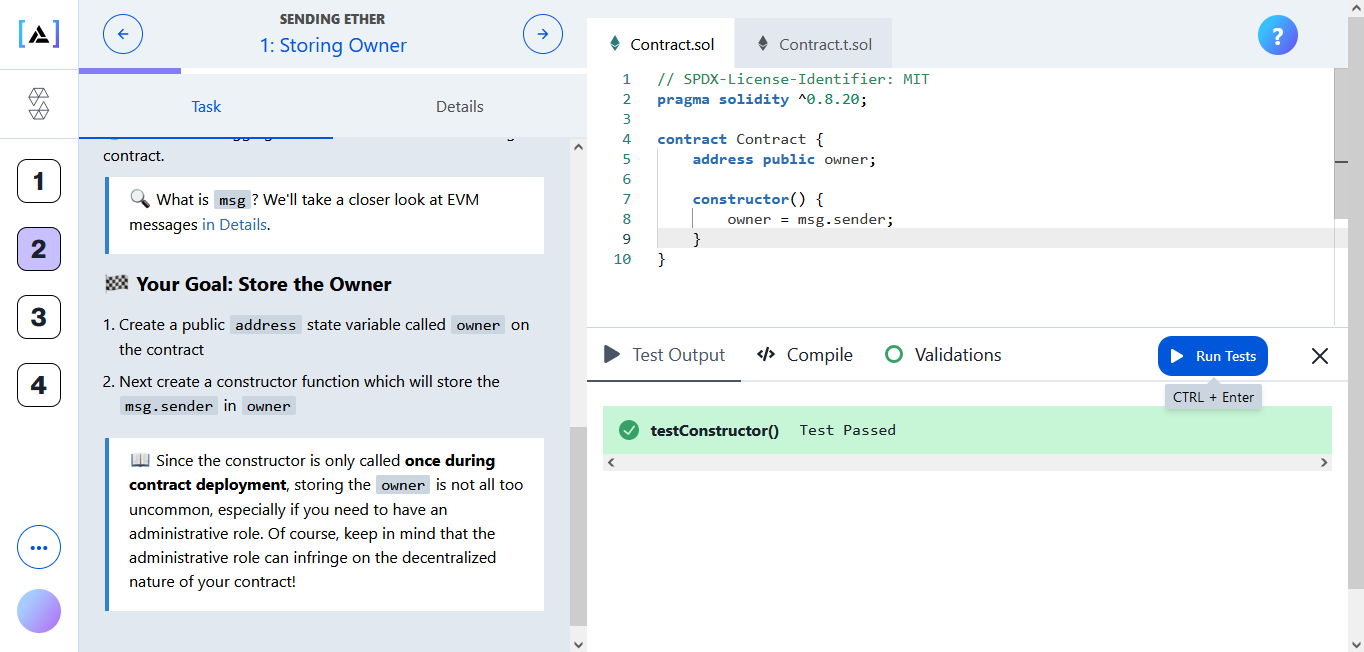 SENDING ETHER
1: Storing Owner
Task
Details
contract.
What is msg? We'll take a closer look at EVM
messages in Details.
Your Goal: Store the Owner
1. Create a public address state variable called owner on
the contract
2. Next create a constructor function which will store the
msg.sender in owner
Since the constructor is only called once during
contract deployment, storing the owner is not all too
uncommon, especially if you need to have an
administrative role. Of course, keep in mind that the
administrative role can infringe on the decentralized
nature of your contract!
1
2
3
4
Contract.sol
Contract.t.sol
?
1 // SPDX-License-Identifier: MIT
2 pragma solidity ^0.8.20;
3
4 contract Contract {
5 address public owner;
6
7 constructor() {
8 owner = msg.sender;
9 }
10 }
Test Output
Compile
Validations
Run Tests
CTRL + Enter
testConstructor() Test Passed